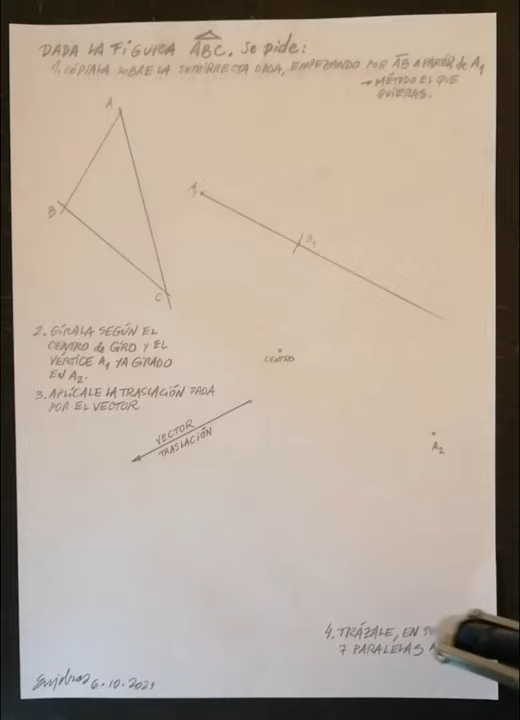 DADA LA FIGURA ABC, se pide:
1. CÓPIALA SOBRE LA SEMIRRECTA DADA, EMPEZANDO POR AB A PARTIR de A1
→ MÉTODO EL QUE
QUIERAS.
A
B
C
A1
B1
2. GÍRALA SEGÚN EL
CENTRO de GIRO Y EL
VÉRTICE A1 YA GIRADO
EN A2.
3. APLÍCALE LA TRASLACIÓN DADA
POR EL VECTOR
CENTRO
VECTOR
TRASLACIÓN
A2
4. TRÁZALE, EN
7 PARALELAS A
6·10·2021